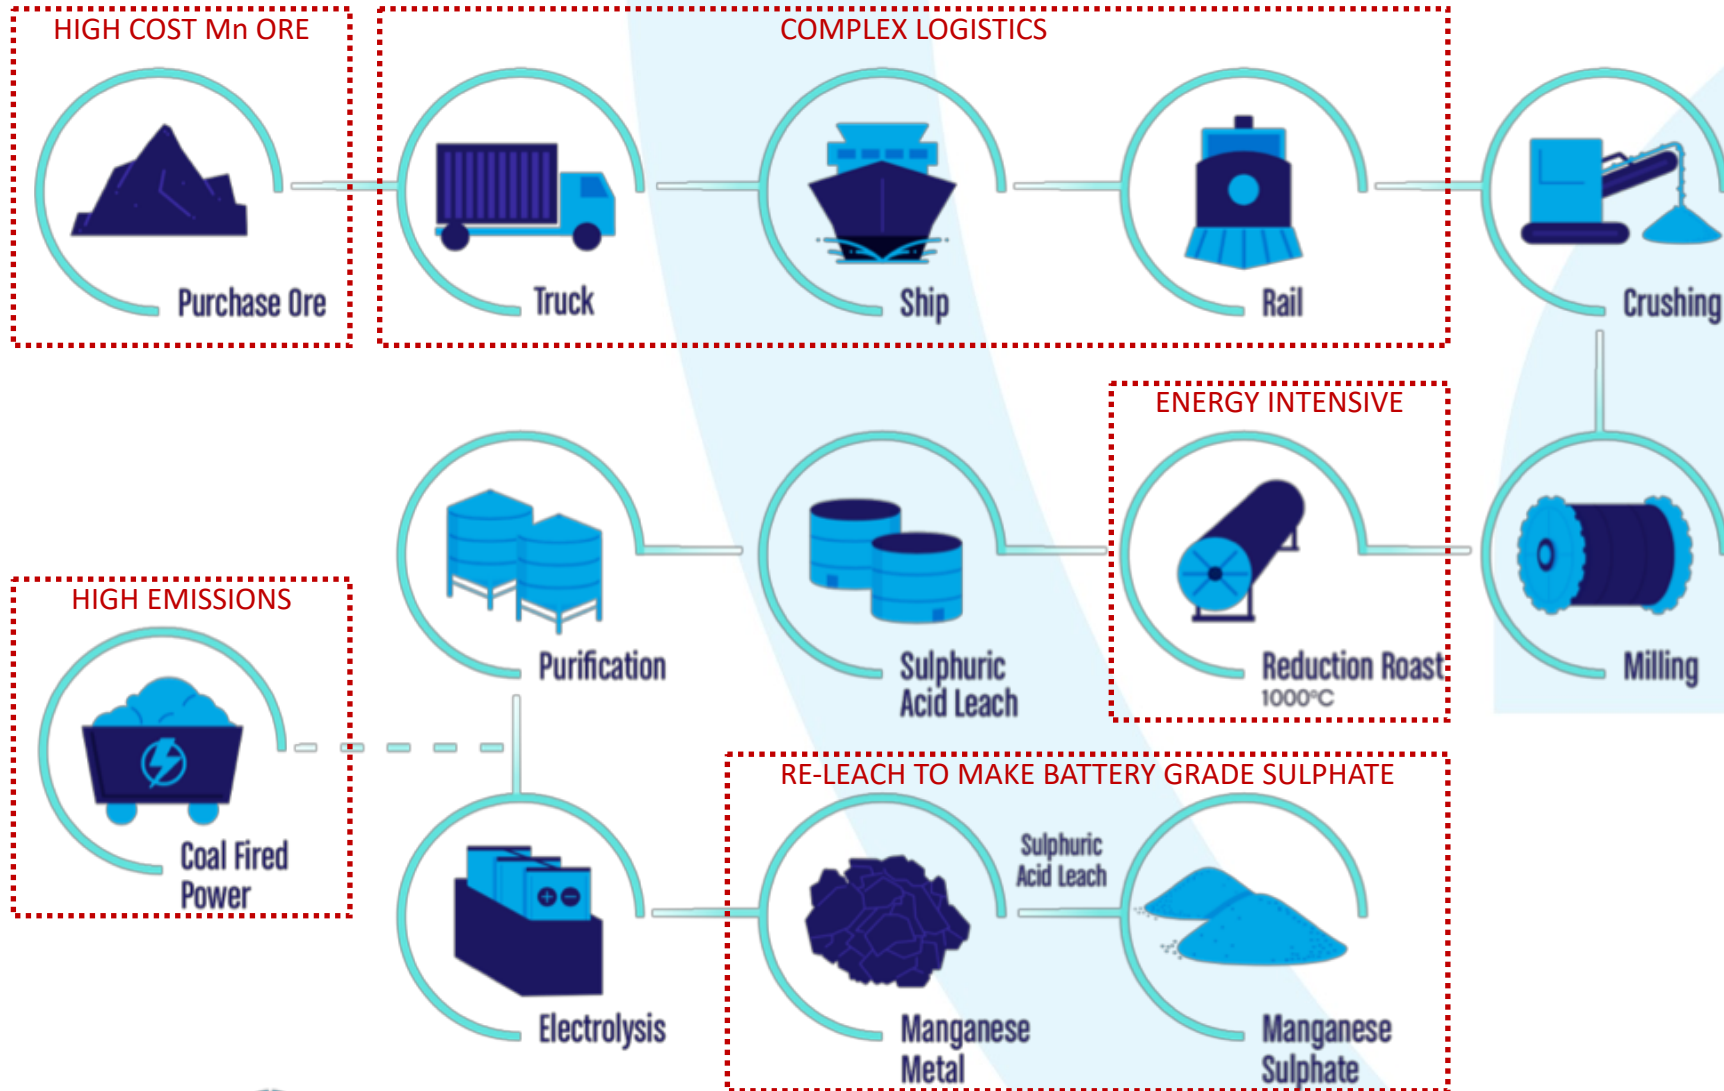 HIGH COST Mn ORE
COMPLEX LOGISTICS
Purchase Ore
Truck
Ship
Rail
Crushing
ENERGY INTENSIVE
Purification
Sulphuric
Acid Leach
Reduction Roast
1000°C
Milling
HIGH EMISSIONS
Coal Fired
Power
RE-LEACH TO MAKE BATTERY GRADE SULPHATE
Electrolysis
Manganese
Metal
Sulphuric
Acid Leach
Manganese
Sulphate